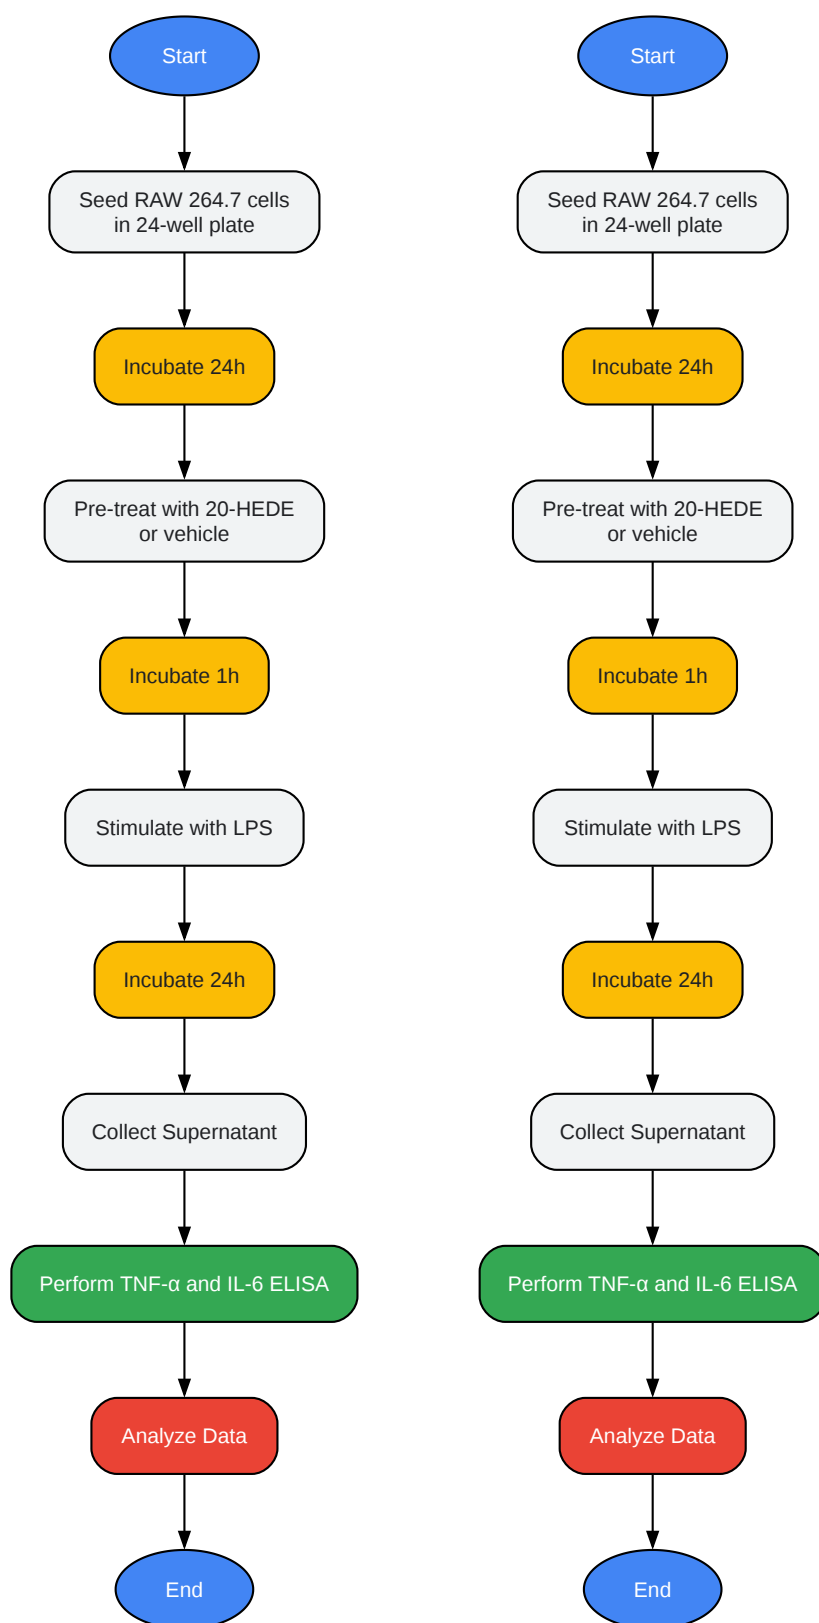 Start
Seed RAW 264.7 cells
in 24-well plate
Incubate 24h
Pre-treat with 20-HEDE
or vehicle
Incubate 1h
Stimulate with LPS
Incubate 24h
Collect Supernatant
Perform TNF-α and IL-6 ELISA
Analyze Data
End
Start
Seed RAW 264.7 cells
in 24-well plate
Incubate 24h
Pre-treat with 20-HEDE
or vehicle
Incubate 1h
Stimulate with LPS
Incubate 24h
Collect Supernatant
Perform TNF-α and IL-6 ELISA
Analyze Data
End